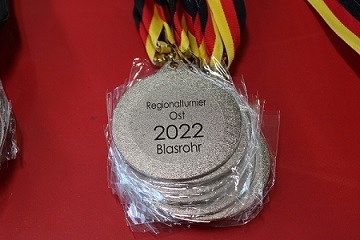 Regionalturnier
Ost
2022
Blasrohr